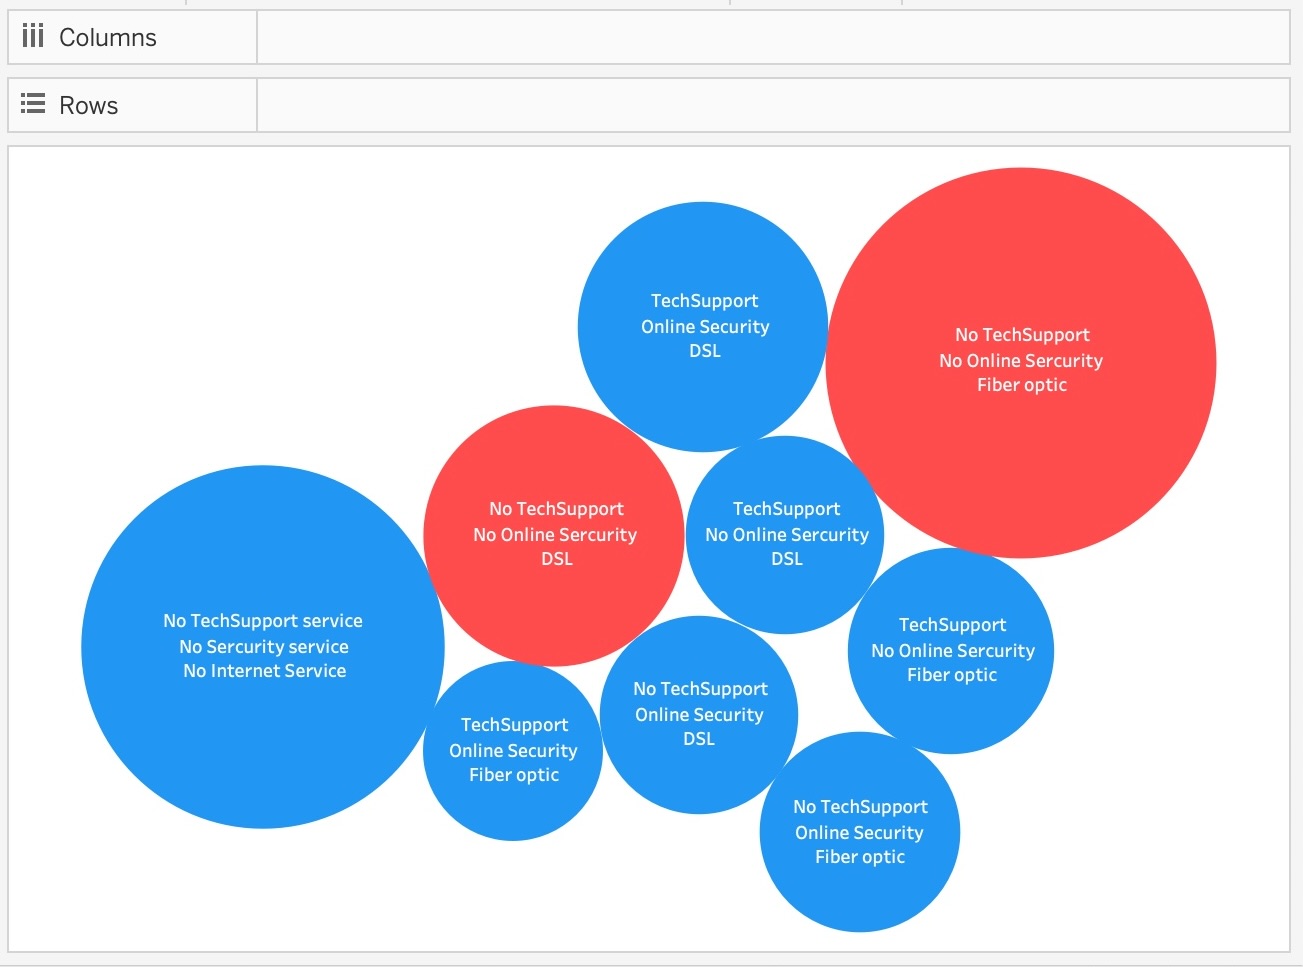 Columns
Rows
TechSupport
Online Security
DSL
No TechSupport
No Online Sercurity
Fiber optic
No TechSupport
No Online Sercurity
DSL
TechSupport
No Online Sercurity
DSL
No TechSupport service
No Sercurity service
No Internet Service
TechSupport
No Online Sercurity
Fiber optic
No TechSupport
Online Security
DSL
TechSupport
Online Security
Fiber optic
No TechSupport
Online Security
Fiber optic